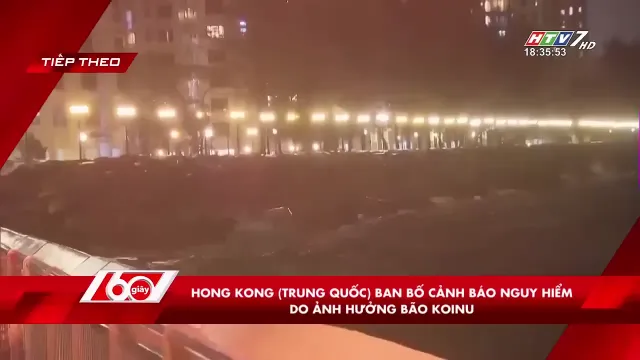 TIẾP THEO
HTV7 HD
18:35:53
60 giây
HONG KONG (TRUNG QUỐC) BAN BỐ CẢNH BÁO NGUY HIỂM
DO ẢNH HƯỞNG BÃO KOINU